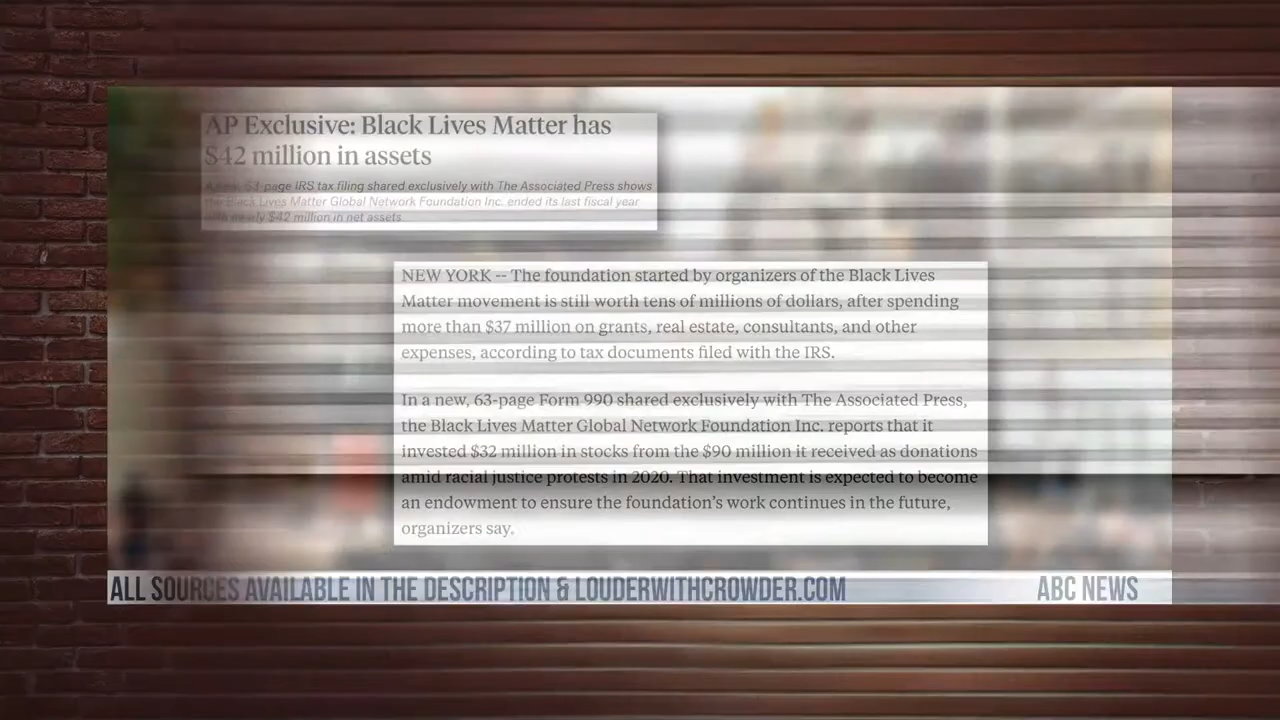 AP Exclusive: Black Lives Matter has
$42 million in assets
A new, 63-page IRS tax filing shared exclusively with The Associated Press shows
the Black Lives Matter Global Network Foundation Inc. ended its last fiscal year
with nearly $42 million in net assets
NEW YORK -- The foundation started by organizers of the Black Lives
Matter movement is still worth tens of millions of dollars, after spending
more than $37 million on grants, real estate, consultants, and other
expenses, according to tax documents filed with the IRS.
In a new, 63-page Form 990 shared exclusively with The Associated Press,
the Black Lives Matter Global Network Foundation Inc. reports that it
invested $32 million in stocks from the $90 million it received as donations
amid racial justice protests in 2020. That investment is expected to become
an endowment to ensure the foundation’s work continues in the future,
organizers say.
ALL SOURCES AVAILABLE IN THE DESCRIPTION & LOUDERWITHCROWDER.COM
ABC NEWS